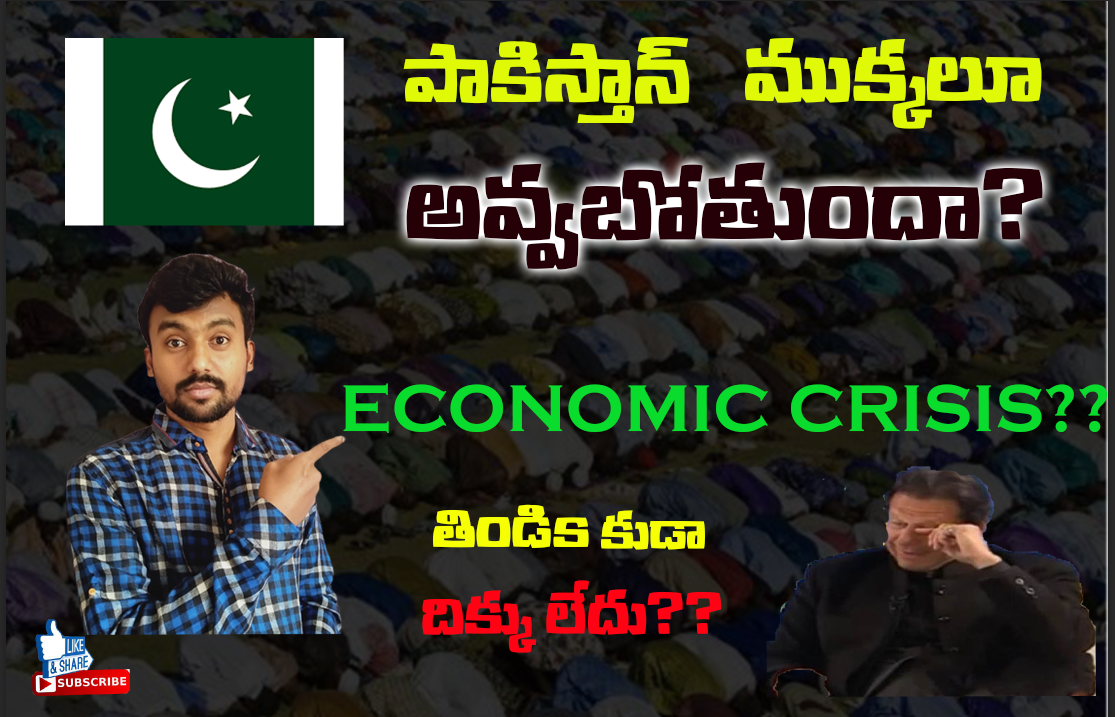 పాకిస్తాన్ ముక్కలూ
అవ్వబోతుందా?
ECONOMIC CRISIS??
తిండికి కుడా
దిక్కు లేదు??
LIKE
& SHARE
SUBSCRIBE